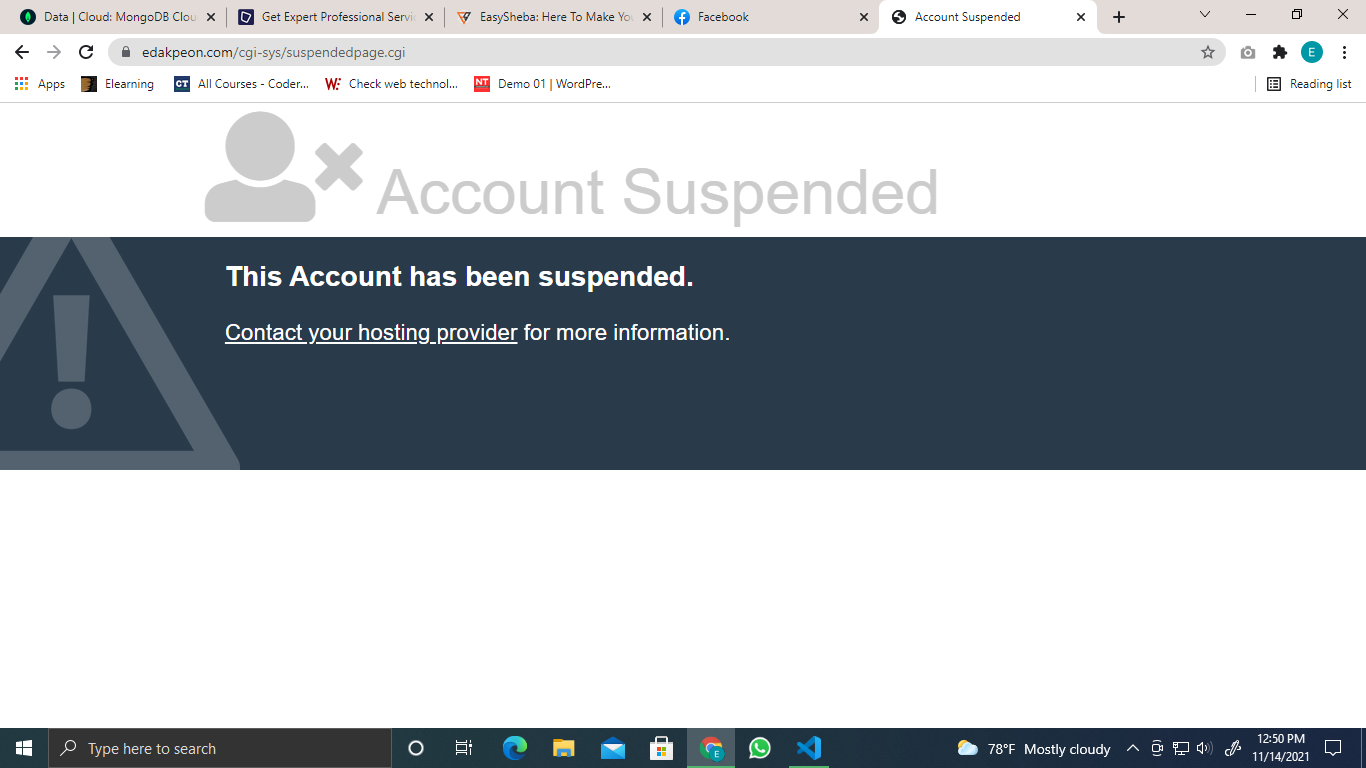 Data | Cloud: MongoDB Clou
Get Expert Professional Servi
EasySheba: Here To Make You
Facebook
Account Suspended
edakpeon.com/cgi-sys/suspendedpage.cgi
E
Apps
Elearning
CT
All Courses - Coder...
W:
Check web technol...
NT
Demo 01 | WordPre...
Reading list
Account Suspended
This Account has been suspended.
Contact your hosting provider for more information.
Type here to search
E
78°F Mostly cloudy
12:50 PM
11/14/2021